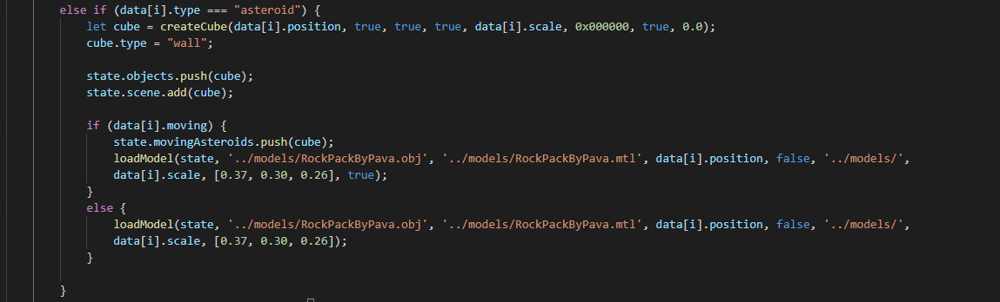 else if (data[i].type === "asteroid") {
let cube = createCube(data[i].position, true, true, true, data[i].scale, 0x000000, true, 0.0);
cube.type = "wall";
state.objects.push(cube);
state.scene.add(cube);
if (data[i].moving) {
state.movingAsteroids.push(cube);
loadModel(state, '../models/RockPackByPava.obj', '../models/RockPackByPava.mtl', data[i].position, false, '../models/',
data[i].scale, [0.37, 0.30, 0.26], true);
}
else {
loadModel(state, '../models/RockPackByPava.obj', '../models/RockPackByPava.mtl', data[i].position, false, '../models/',
data[i].scale, [0.37, 0.30, 0.26]);
}
}